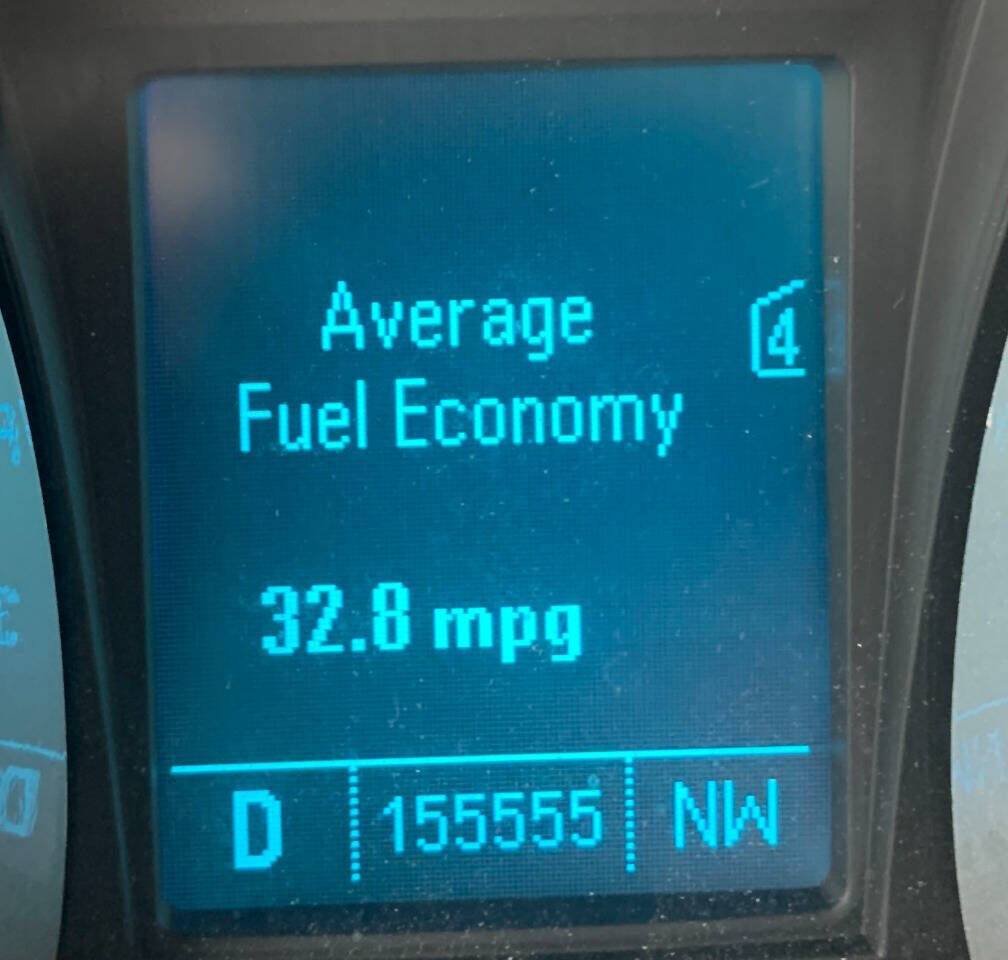 Average
4
Fuel Economy
32.8 mpg
D 155555 NW